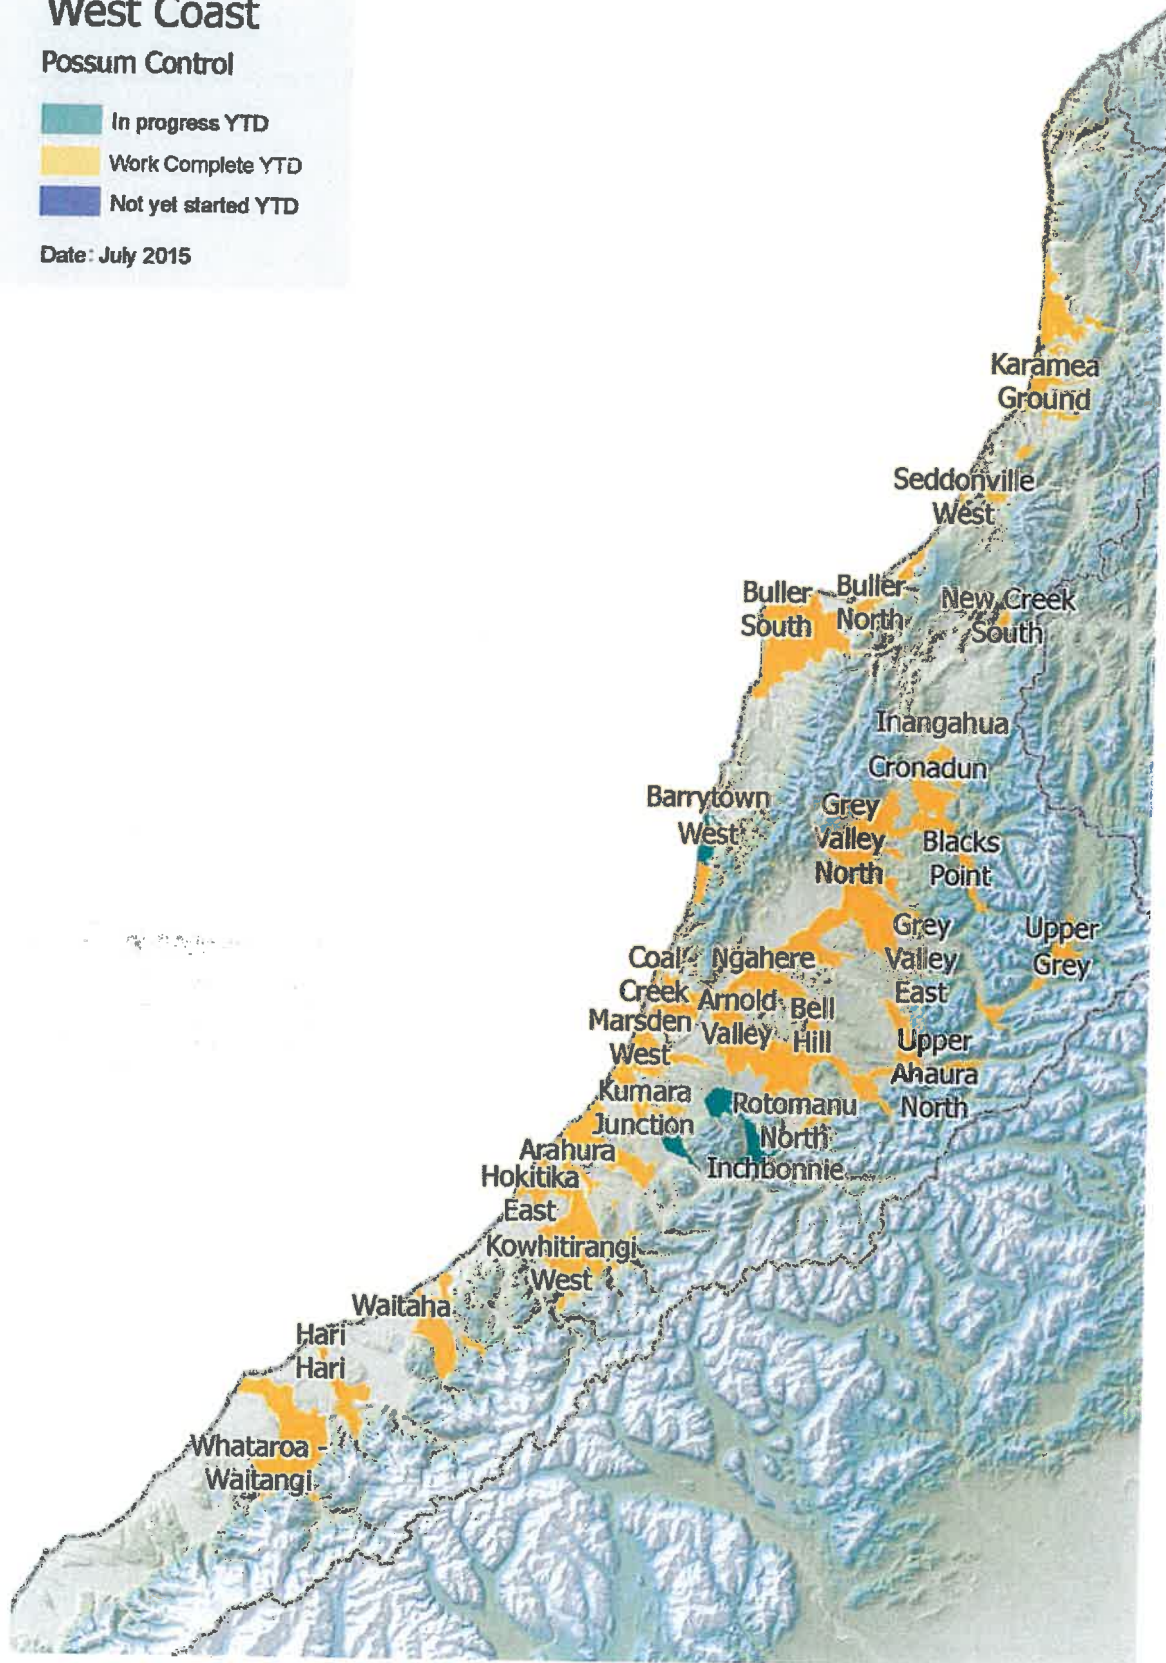 West Coast
Possum Control
In progress YTD
Work Complete YTD
Not yet started YTD
Date: July 2015
Karamea
Ground
Seddonville
West
Buller
South
Buller
North
New Creek
South
Inangahua
Cronadun
Barrytown
West
Grey
Valley
North
Blacks
Point
Grey
Valley
East
Upper
Grey
Coal
Creek
Ngahere
Arnold
Valley
Bell
Hill
Marsden
West
Upper
Ahaura
North
Kumara
Junction
Rotomanu
North
Inchbonnie
Arahura
Hokitika
East
Kowhitirangi
West
Waitaha
Hari
Hari
Whataroa -
Waitangi